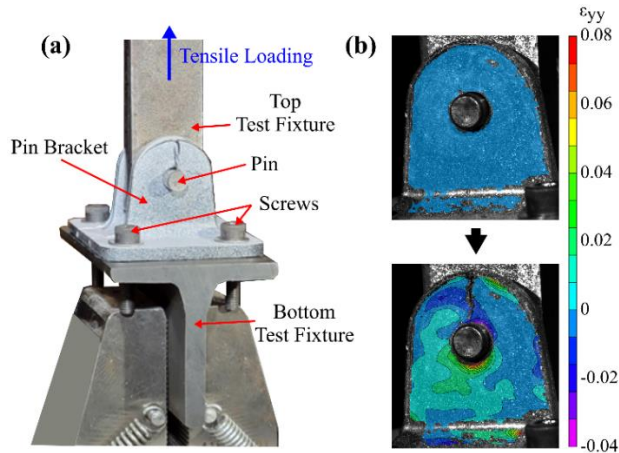 (a)
Tensile Loading
Top
Test Fixture
Pin Bracket
Pin
Screws
Bottom
Test Fixture
(b)
εyy
0.08
0.06
0.04
0.02
0
-0.02
-0.04